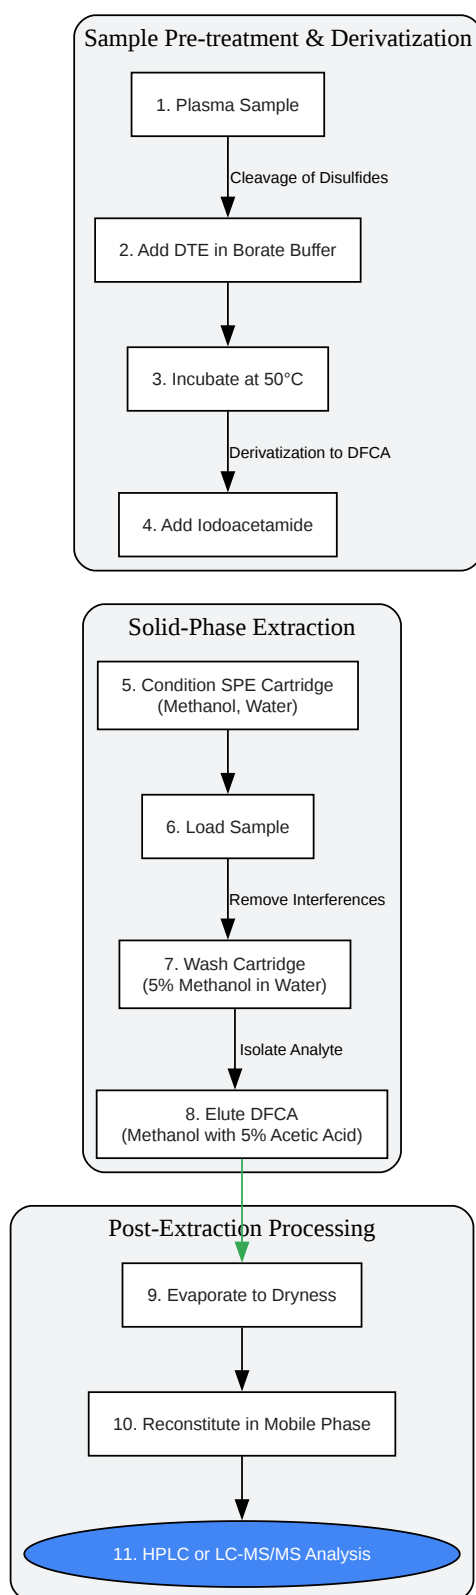 Sample Pre-treatment & Derivatization
1. Plasma Sample
Cleavage of Disulfides
2. Add DTE in Borate Buffer
3. Incubate at 50°C
Derivatization to DFCA
4. Add Iodoacetamide
Solid-Phase Extraction
5. Condition SPE Cartridge
(Methanol, Water)
6. Load Sample
Remove Interferences
7. Wash Cartridge
(5% Methanol in Water)
Isolate Analyte
8. Elute DFCA
(Methanol with 5% Acetic Acid)
Post-Extraction Processing
9. Evaporate to Dryness
10. Reconstitute in Mobile Phase
11. HPLC or LC-MS/MS Analysis